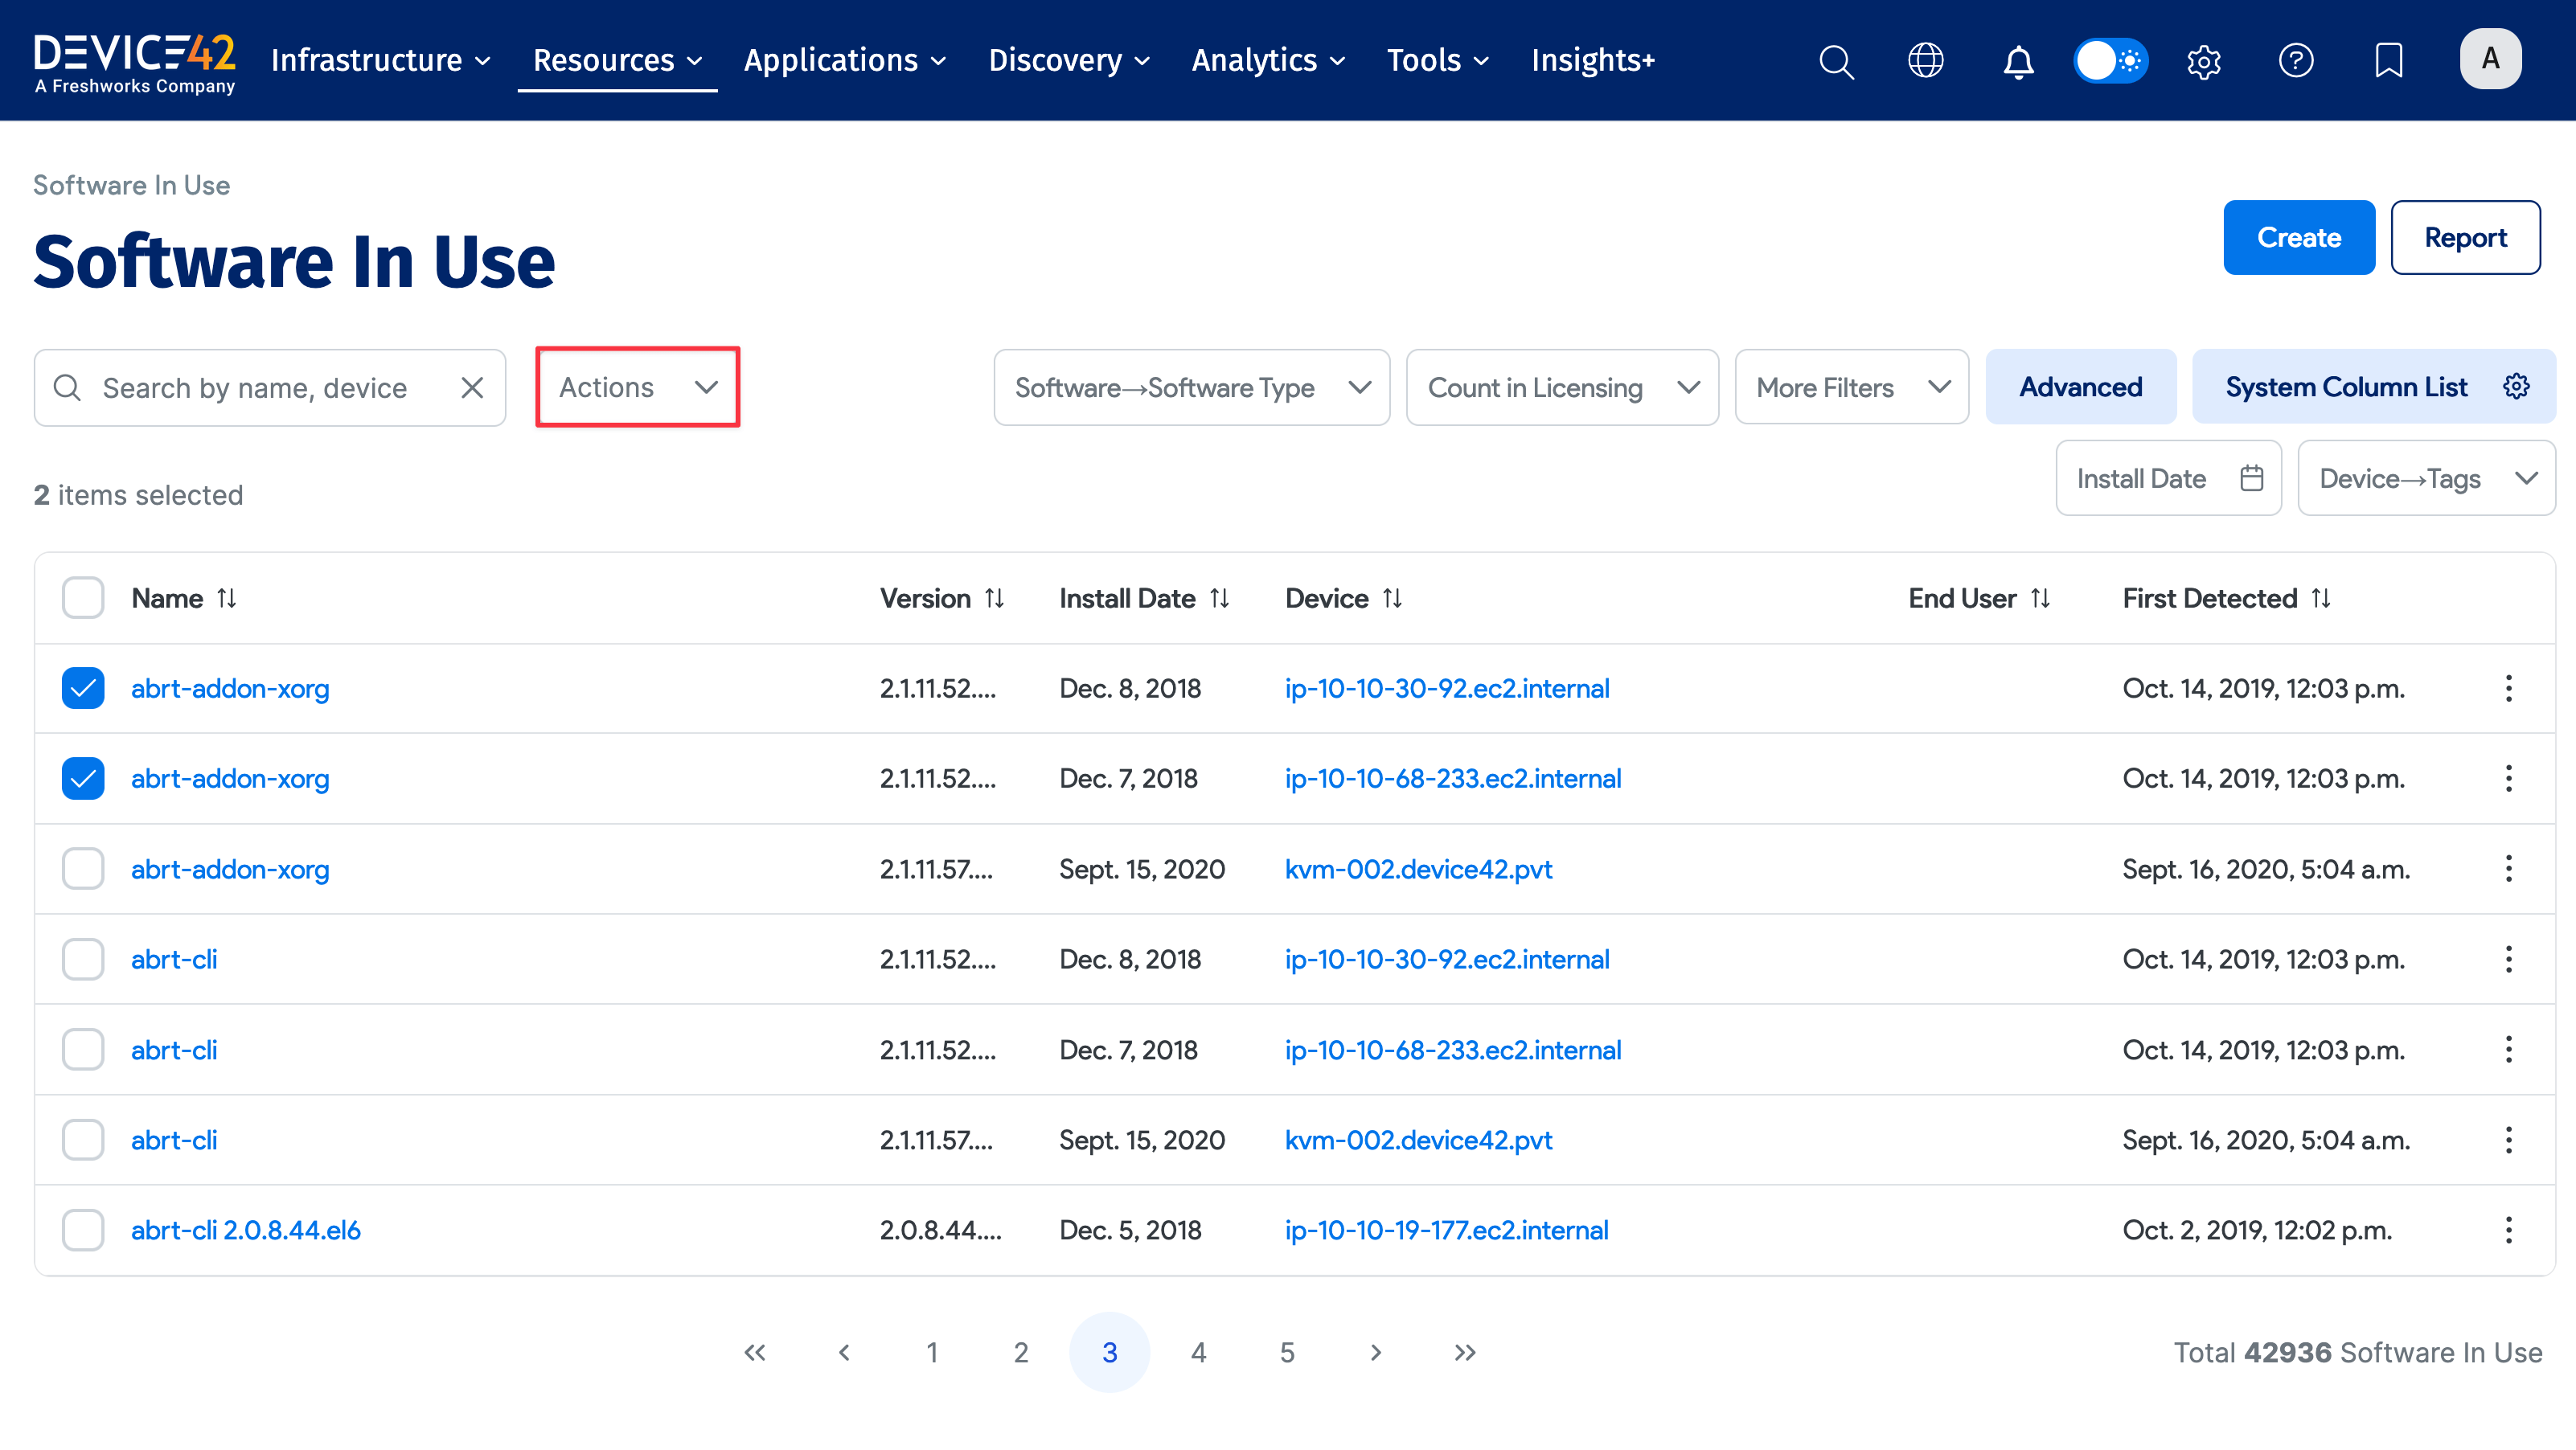 DEVICE42
A Freshworks Company
Infrastructure
Resources
Applications
Discovery
Analytics
Tools
Insights+
A
Software In Use
Software In Use
Create
Report
Search by name, device
Actions
Software→Software Type
Count in Licensing
More Filters
Advanced
System Column List
Install Date
Device→Tags
2 items selected
Name Version Install Date Device End User First Detected
abrt-addon-xorg 2.1.11.52.... Dec. 8, 2018 ip-10-10-30-92.ec2.internal Oct. 14, 2019, 12:03 p.m.
abrt-addon-xorg 2.1.11.52.... Dec. 7, 2018 ip-10-10-68-233.ec2.internal Oct. 14, 2019, 12:03 p.m.
abrt-addon-xorg 2.1.11.57.... Sept. 15, 2020 kvm-002.device42.pvt Sept. 16, 2020, 5:04 a.m.
abrt-cli 2.1.11.52.... Dec. 8, 2018 ip-10-10-30-92.ec2.internal Oct. 14, 2019, 12:03 p.m.
abrt-cli 2.1.11.52.... Dec. 7, 2018 ip-10-10-68-233.ec2.internal Oct. 14, 2019, 12:03 p.m.
abrt-cli 2.1.11.57.... Sept. 15, 2020 kvm-002.device42.pvt Sept. 16, 2020, 5:04 a.m.
abrt-cli 2.0.8.44.el6 2.0.8.44.... Dec. 5, 2018 ip-10-10-19-177.ec2.internal Oct. 2, 2019, 12:02 p.m.
« ‹ 1 2 3 4 5 › »
Total 42936 Software In Use